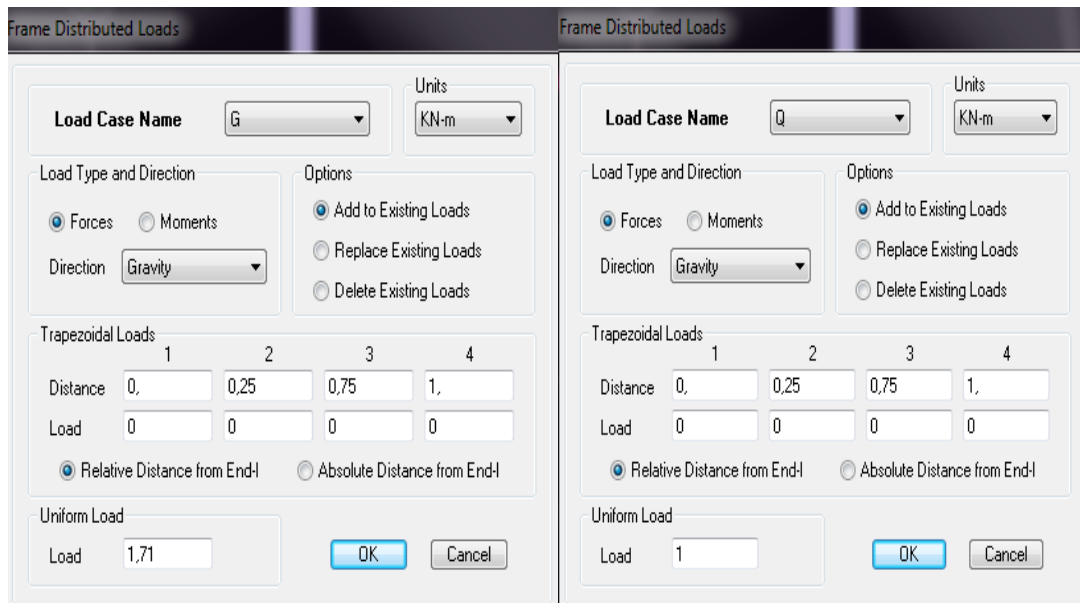 Frame Distributed Loads
Units
Load Case Name G KN-m
Load Type and Direction Options
Forces Moments Add to Existing Loads
Direction Gravity Replace Existing Loads
Delete Existing Loads
Trapezoidal Loads
1 2 3 4
Distance 0, 0,25 0,75 1,
Load 0 0 0 0
Relative Distance from End-I Absolute Distance from End-I
Uniform Load
Load 1,71 OK Cancel
Frame Distributed Loads
Units
Load Case Name Q KN-m
Load Type and Direction Options
Forces Moments Add to Existing Loads
Direction Gravity Replace Existing Loads
Delete Existing Loads
Trapezoidal Loads
1 2 3 4
Distance 0, 0,25 0,75 1,
Load 0 0 0 0
Relative Distance from End-I Absolute Distance from End-I
Uniform Load
Load 1 OK Cancel